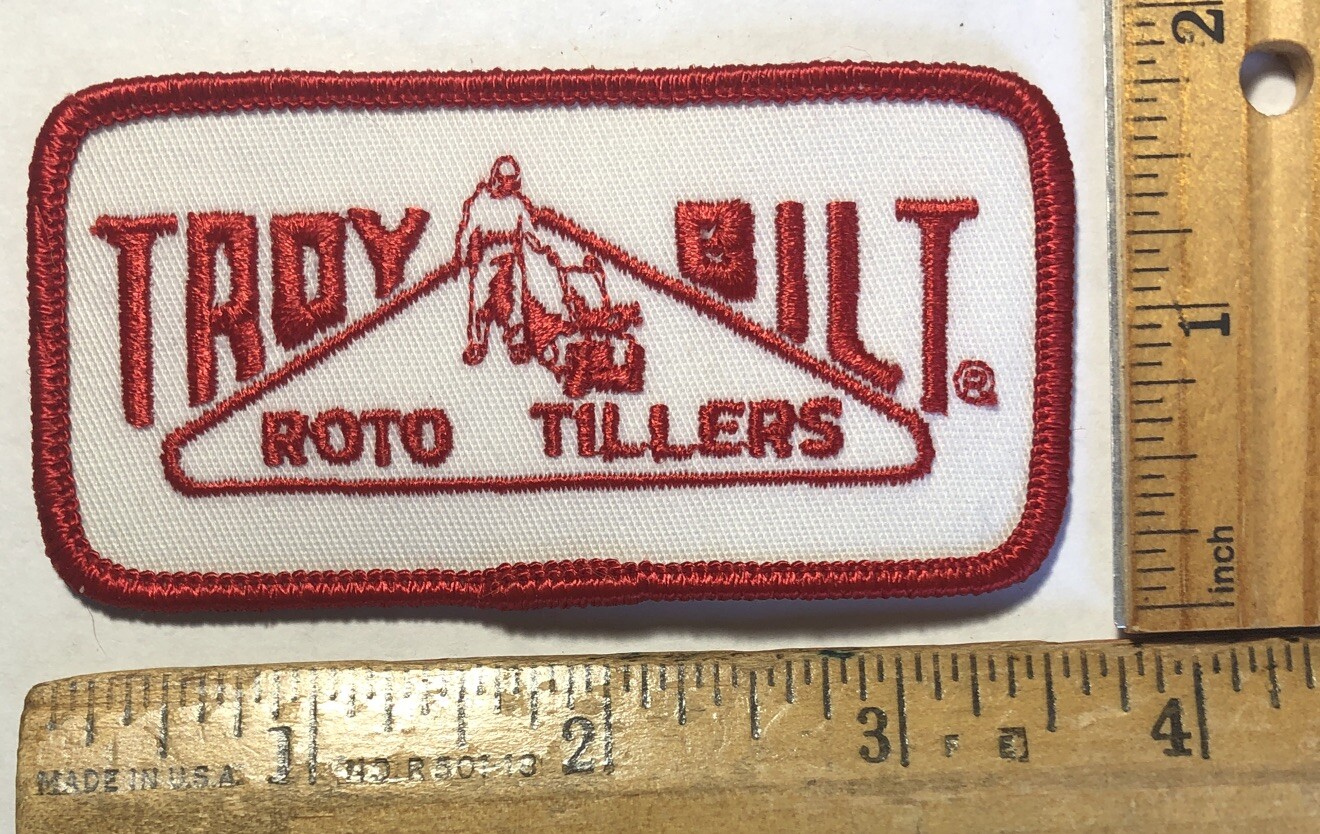 TROY BILT ®
ROTO TILLERS
2
1
inch
1 2 3 4
MADE IN U.S.A.